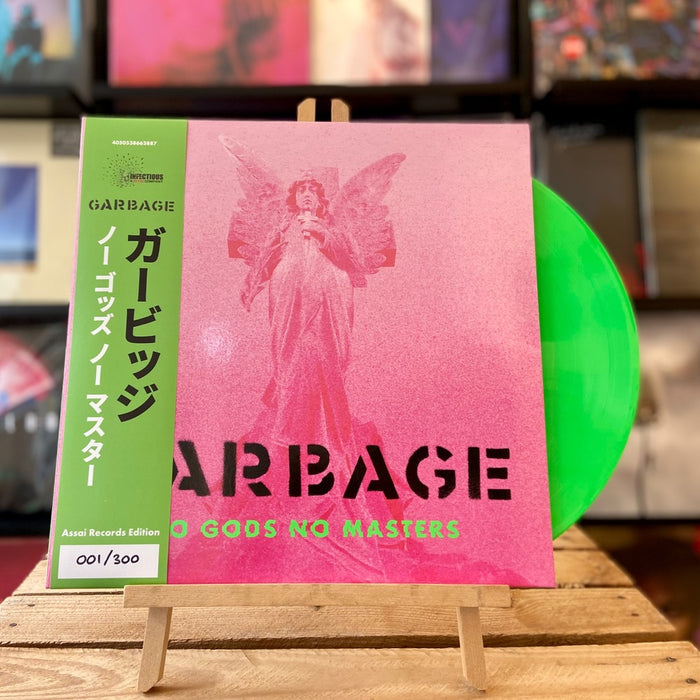 4050538663887
INFECTIOUS
GARBAGE
ガービッジ
ノー ゴッズ ノー マスター
Assai Records Edition
001/300
ARBAGE
O GODS NO MASTERS